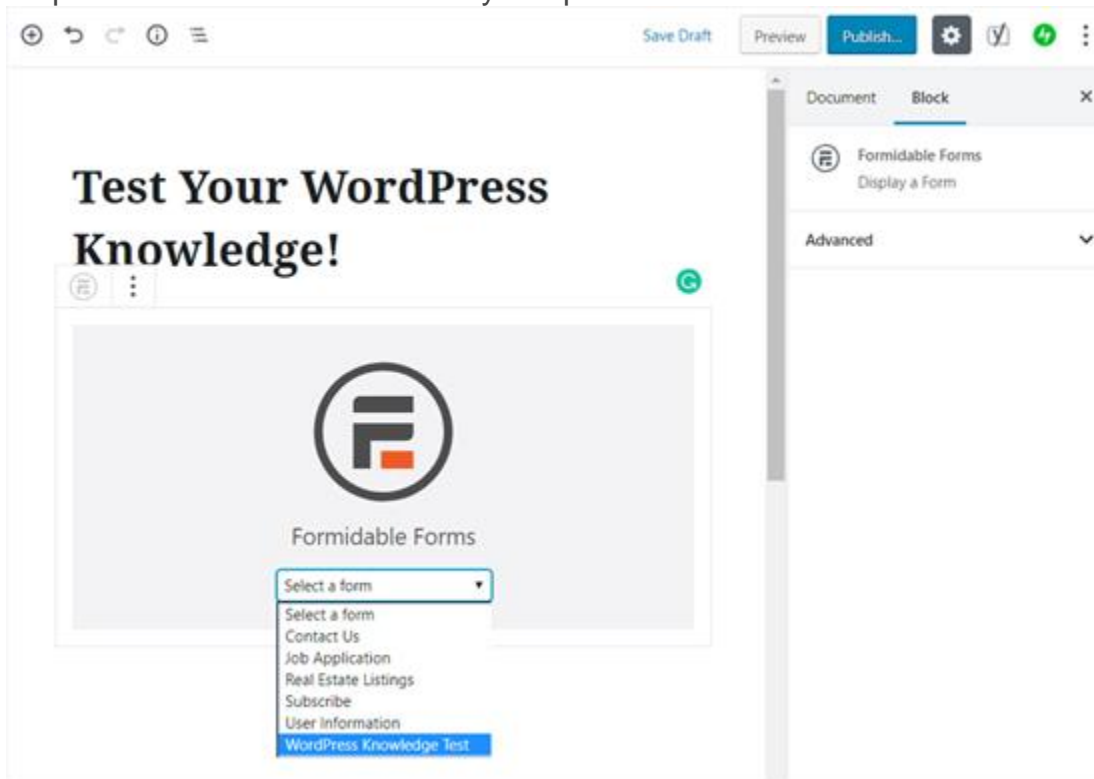 Save Draft
Preview
Publish...
Document
Block
Formidable Forms
Display a Form
Advanced
Test Your WordPress
Knowledge!
Formidable Forms
Select a form
Select a form
Contact Us
Job Application
Real Estate Listings
Subscribe
User Information
WordPress Knowledge Test